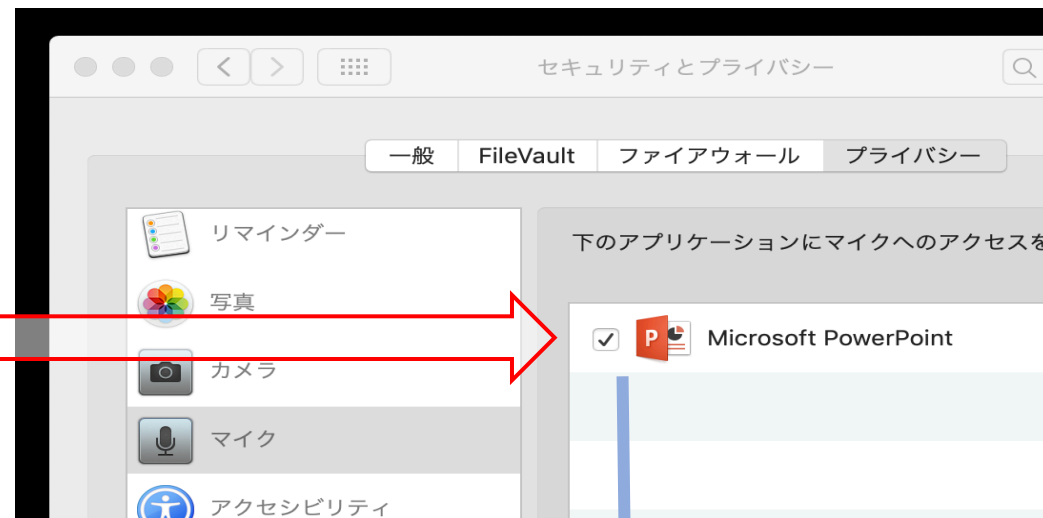 セキュリティとプライバシー
一般 FileVault ファイアウォール プライバシー
リマインダー
下のアプリケーションにマイクへのアクセスを
写真
Microsoft PowerPoint
カメラ
マイク
アクセシビリティ